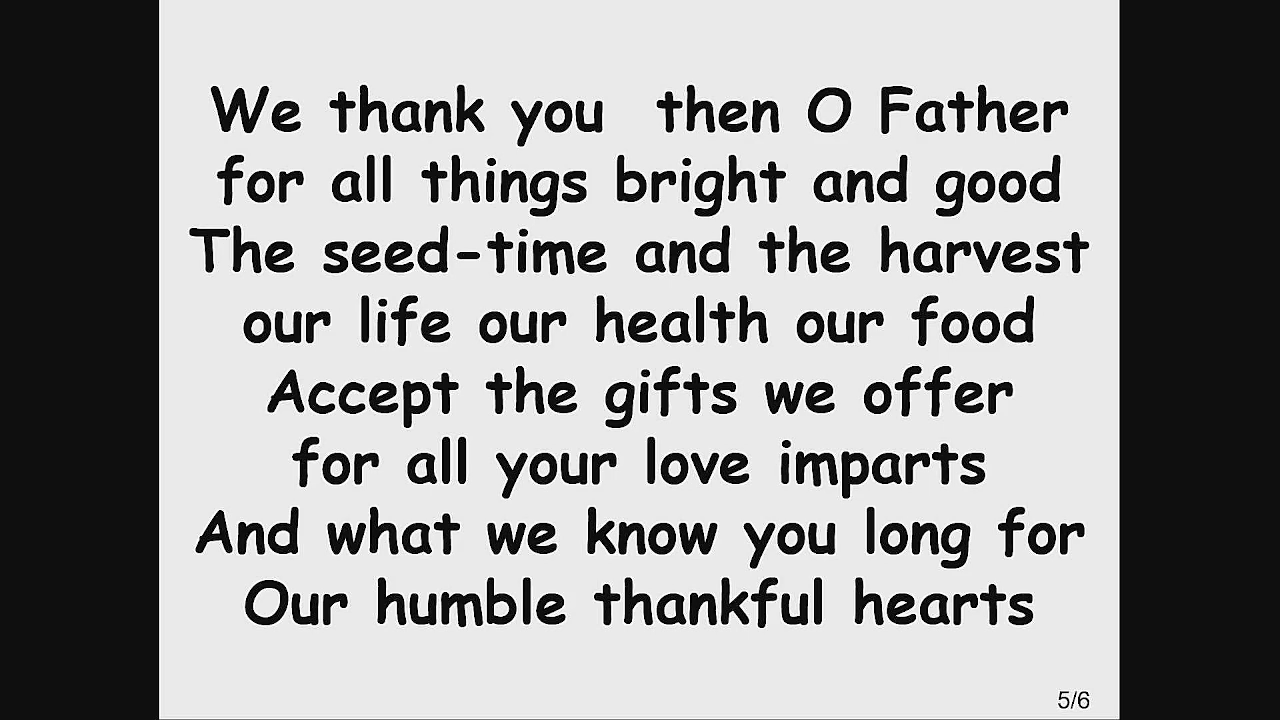 We thank you  then O Father
for all things bright and good
The seed-time and the harvest
our life our health our food
Accept the gifts we offer
for all your love imparts
And what we know you long for
Our humble thankful hearts
5/6